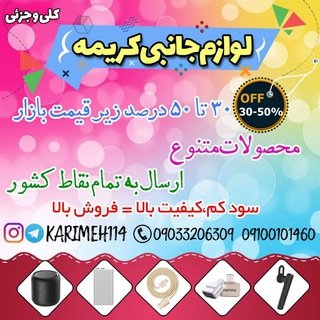 کلی و جزئی
لوازم جانبی کریمه
OFF
30-50%
۳۰ تا ۵۰ درصد زیر قیمت بازار
محصولات متنوع
ارسال به تمام نقاط کشور
سود کم،کیفیت بالا = فروش بالا
KARIMEH114 09033206309 09100101460